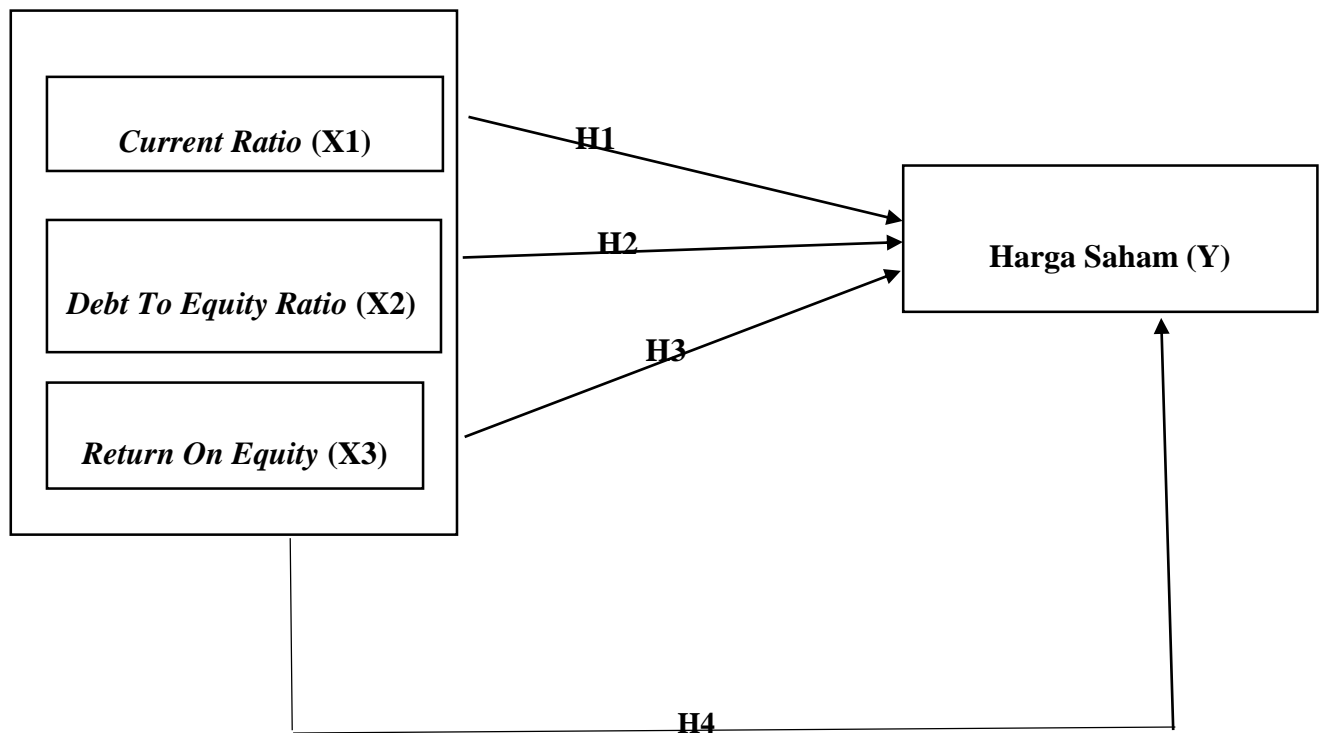 Current Ratio (X1)
H1
Debt To Equity Ratio (X2)
H2
Harga Saham (Y)
Return On Equity (X3)
H3
H4